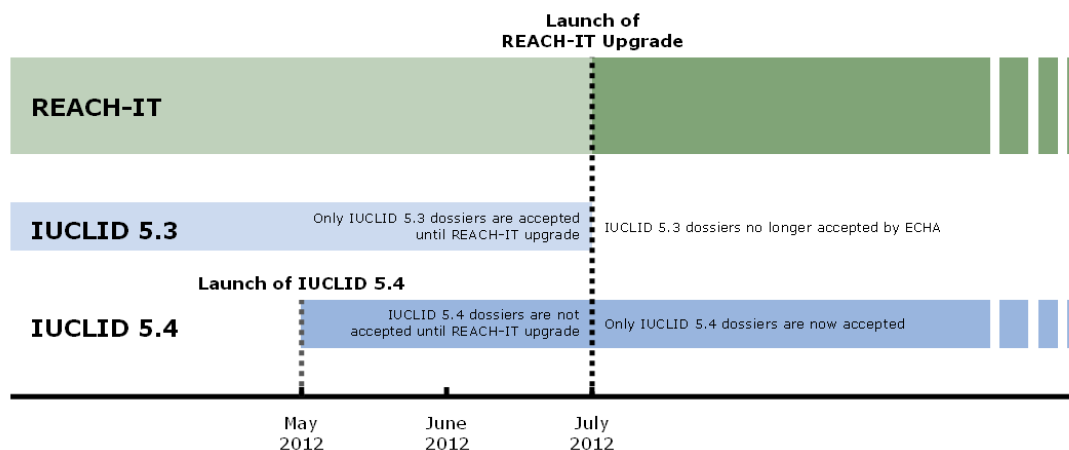 Launch of
REACH-IT Upgrade
REACH-IT
IUCLID 5.3
Only IUCLID 5.3 dossiers are accepted
until REACH-IT upgrade
IUCLID 5.3 dossiers no longer accepted by ECHA
Launch of IUCLID 5.4
IUCLID 5.4
IUCLID 5.4 dossiers are not
accepted until REACH-IT upgrade
Only IUCLID 5.4 dossiers are now accepted
May
2012
June
2012
July
2012